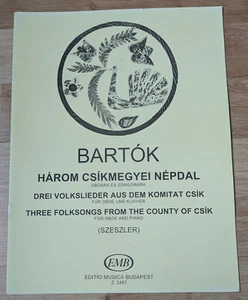 BARTÓK
HÁROM CSÍKMEGYEI NÉPDAL
OBOÁRA ÉS ZONGORÁRA
DREI VOLKSLIEDER AUS DEM KOMITAT CSÍK
FÜR OBOE UND KLAVIER
THREE FOLKSONGS FROM THE COUNTY OF CSÍK
FOR OBOE AND PIANO
(SZESZLER)
EMB
EDITIO MUSICA BUDAPEST
Z. 2467